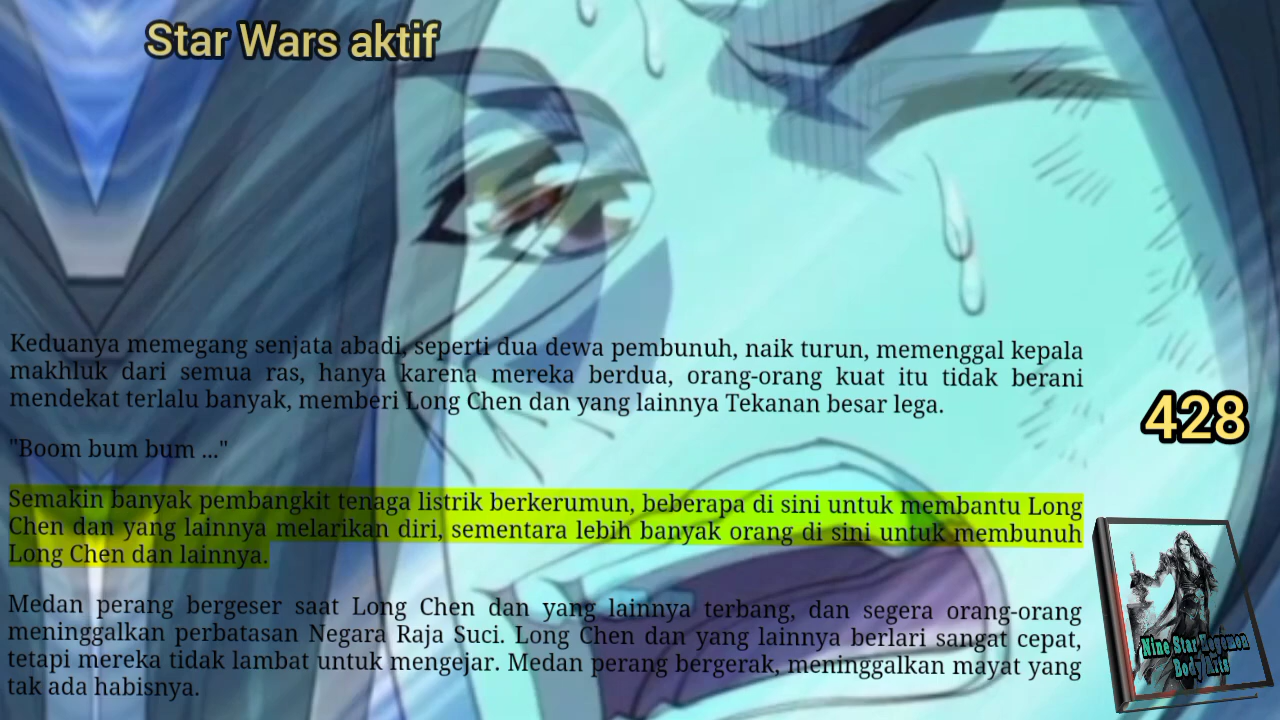 Star Wars aktif
Keduanya memegang senjata abadi, seperti dua dewa pembunuh, naik turun, memenggal kepala
makhluk dari semua ras, hanya karena mereka berdua, orang-orang kuat itu tidak berani
mendekat terlalu banyak, memberi Long Chen dan yang lainnya Tekanan besar lega.
428
"Boom bum bum ..."
Semakin banyak pembangkit tenaga listrik berkerumun, beberapa di sini untuk membantu Long
Chen dan yang lainnya melarikan diri, sementara lebih banyak orang di sini untuk membunuh
Long Chen dan lainnya.
Medan perang bergeser saat Long Chen dan yang lainnya terbang, dan segera orang-orang
meninggalkan perbatasan Negara Raja Suci. Long Chen dan yang lainnya berlari sangat cepat,
tetapi mereka tidak lambat untuk mengejar. Medan perang bergerak, meninggalkan mayat yang
tak ada habisnya.
Nine Star
Body Arts